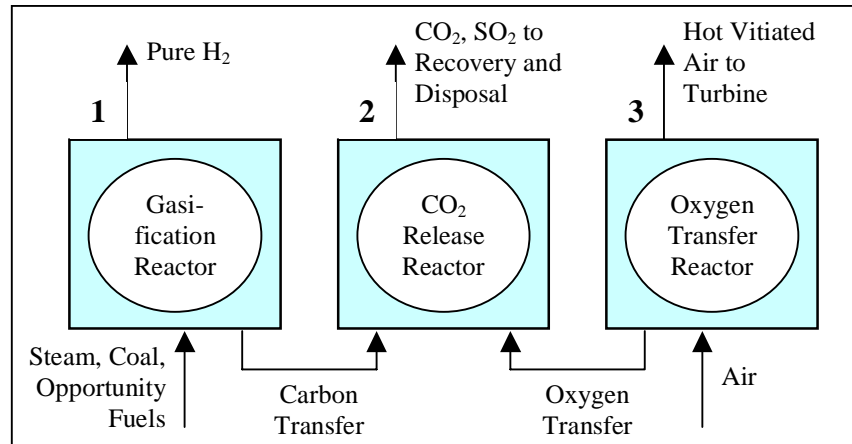 Pure H₂
CO₂, SO₂ to
Recovery and
Disposal
Hot Vitiated
Air to
Turbine
1
2
3
Gasi-
fication
Reactor
CO₂
Release
Reactor
Oxygen
Transfer
Reactor
Steam, Coal,
Opportunity
Fuels
Carbon
Transfer
Oxygen
Transfer
Air